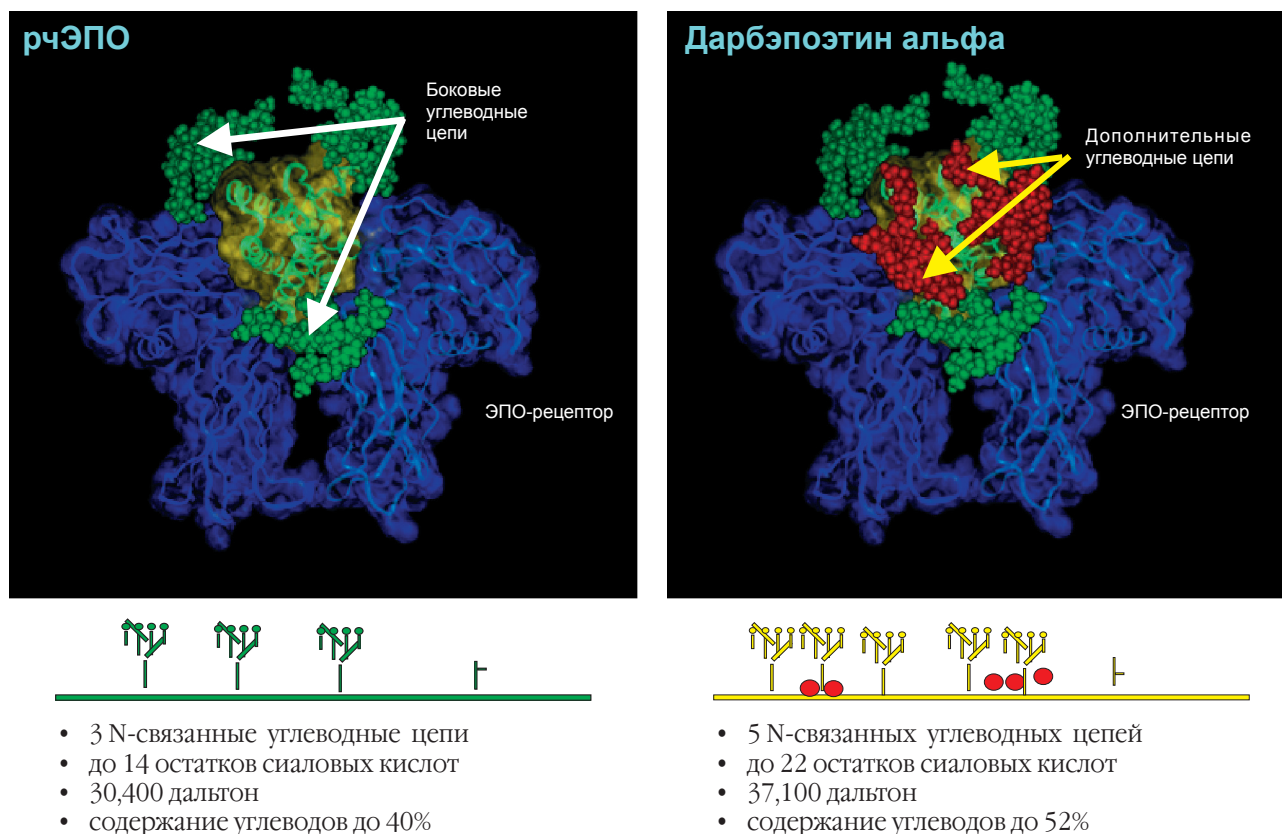 рчЭПО
Боковые
углеводные
цепи
ЭПО-рецептор
Дарбэпоэтин альфа
Дополнительные
углеводные цепи
ЭПО-рецептор
• 3 N-связанные углеводные цепи
• до 14 остатков сиаловых кислот
• 30,400 дальтон
• содержание углеводов до 40%
• 5 N-связанных углеводных цепей
• до 22 остатков сиаловых кислот
• 37,100 дальтон
• содержание углеводов до 52%